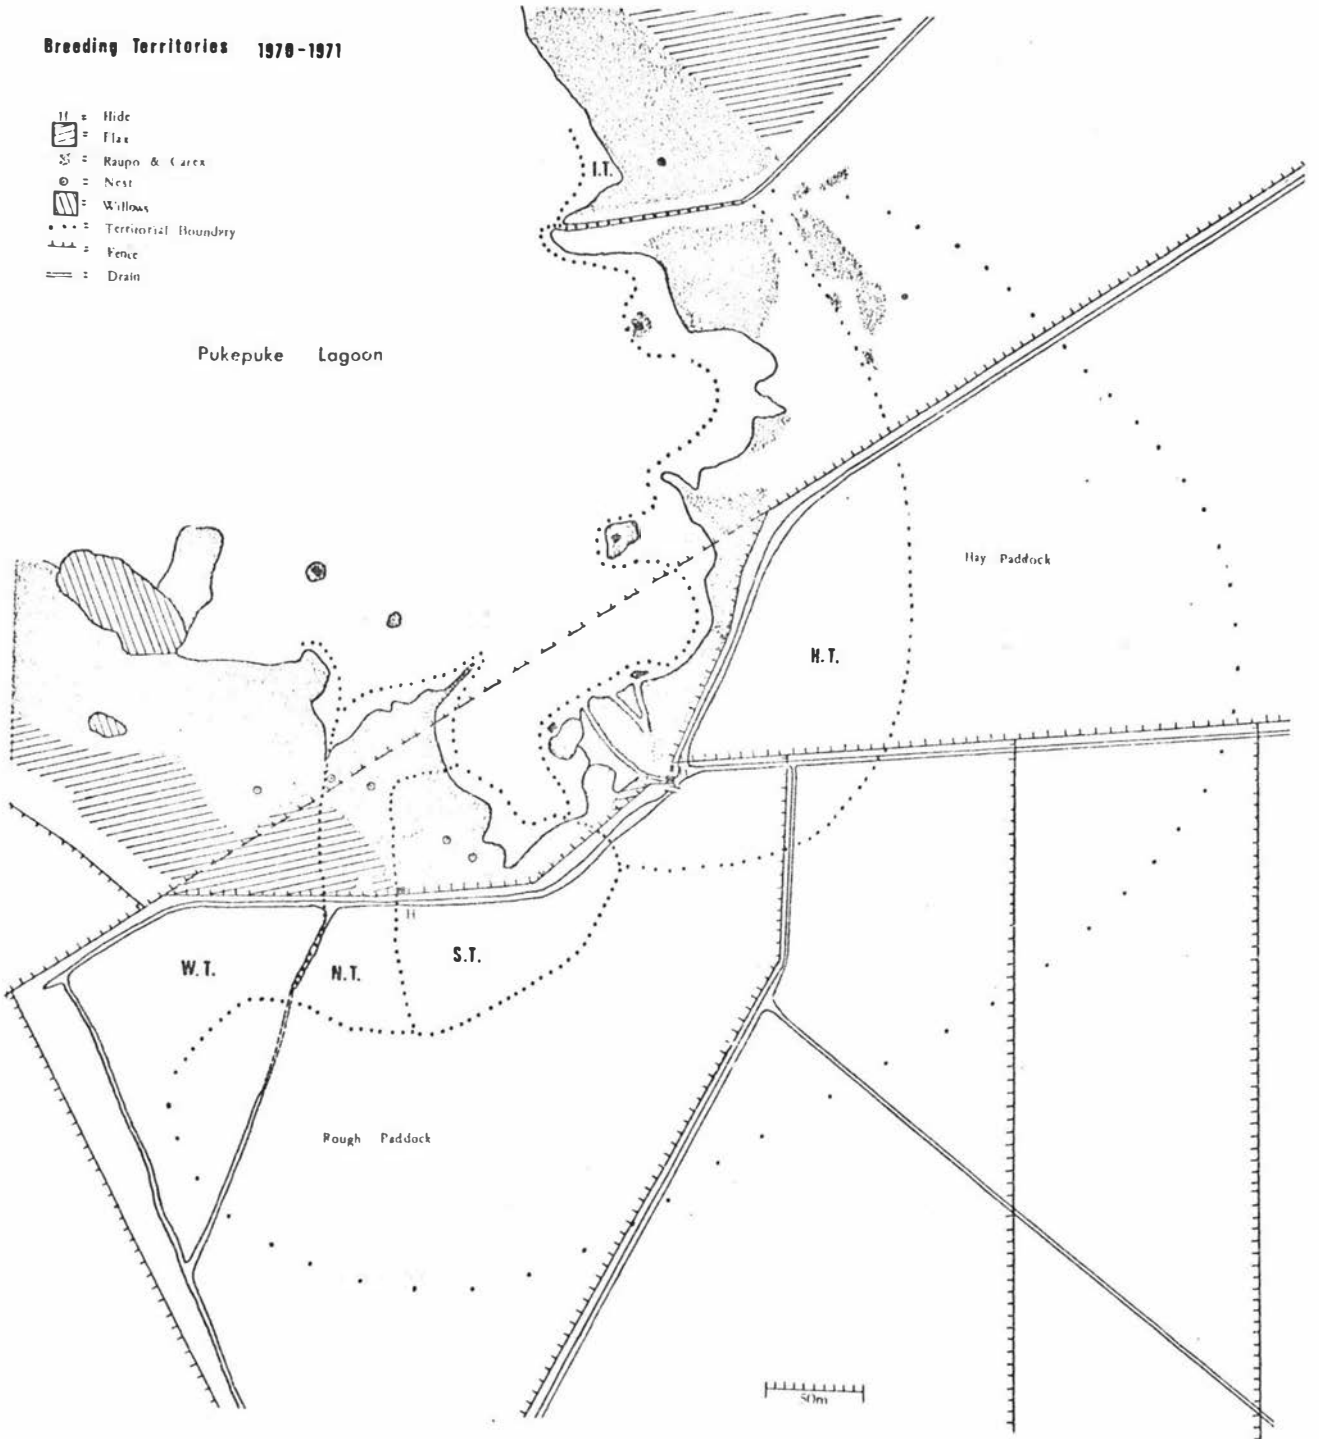 Breeding Territories 1970-1971
H = Hide
= Flax
= Raupo & Carex
= Nest
= Willows
= Territorial Boundary
= Fence
= Drain
I.T.
Pukepuke Lagoon
Hay Paddock
H.T.
H
W.T.
N.T.
S.T.
Rough Paddock
50m